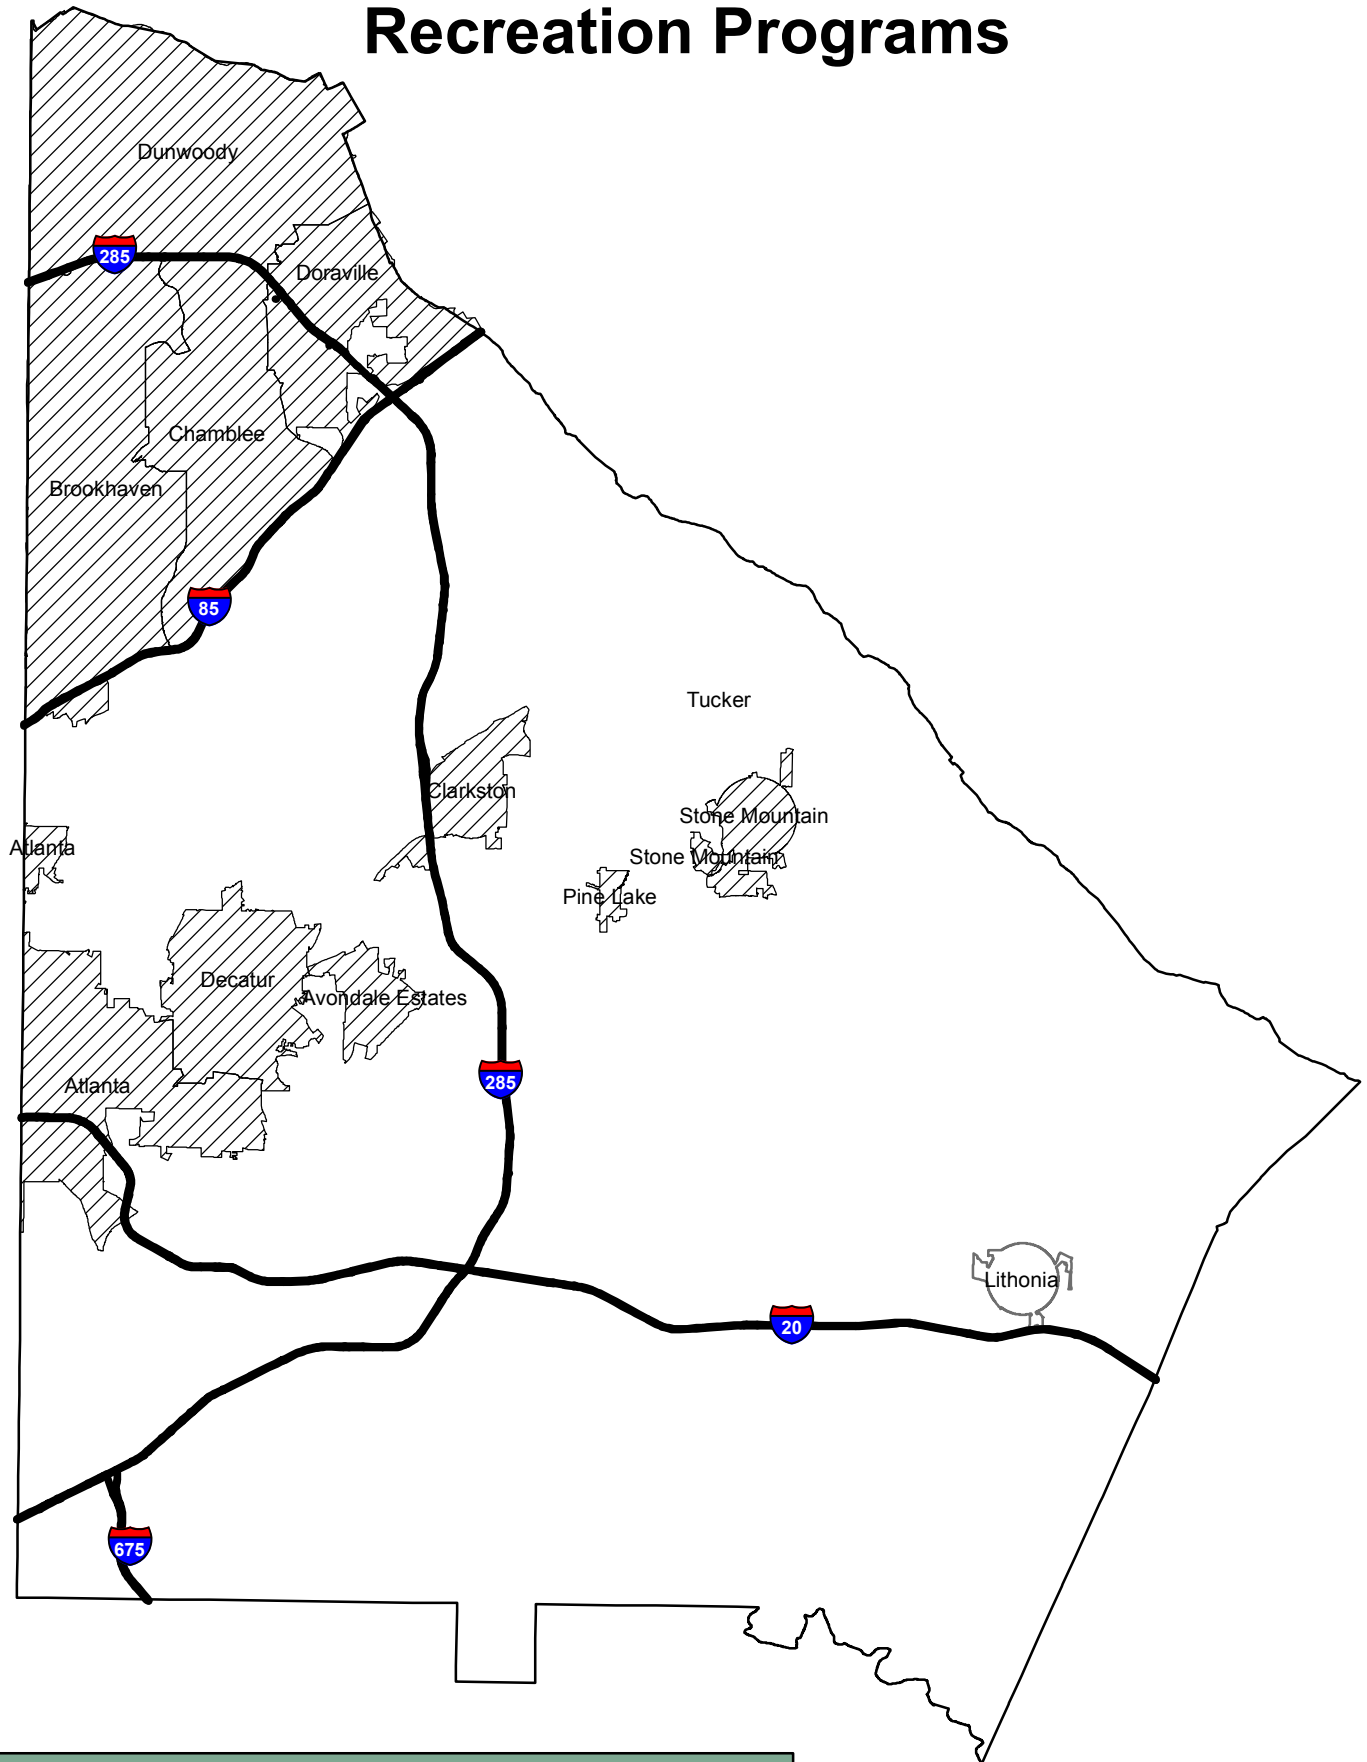 Recreation Programs
Dunwoody
285
Doraville
Chamblee
Brookhaven
85
Tucker
Clarkston
Stone Mountain
Atlanta
Stone Mountain
Pine Lake
Decatur
Avondale Estates
285
Atlanta
Lithonia
20
675